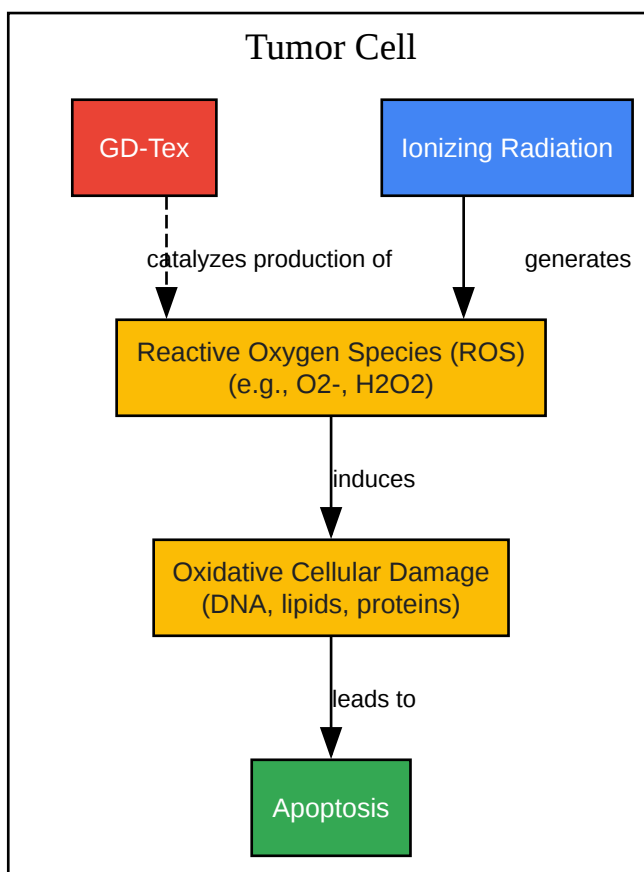 Tumor Cell
GD-Tex
Ionizing Radiation
catalyzes production of
generates
Reactive Oxygen Species (ROS)
(e.g., O2-, H2O2)
induces
Oxidative Cellular Damage
(DNA, lipids, proteins)
leads to
Apoptosis